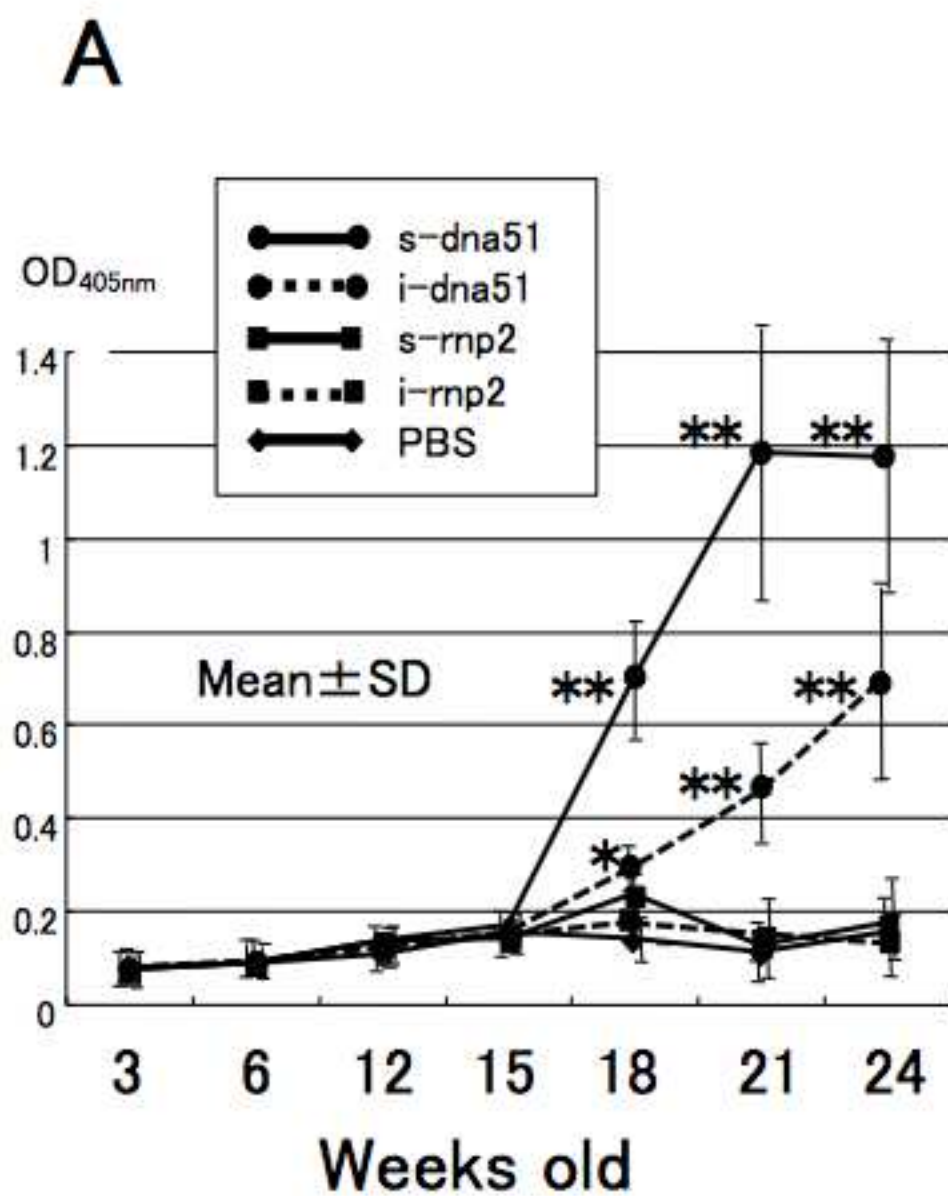 A
s-dna51
i-dna51
s-rnp2
i-rnp2
PBS
OD405nm
1.4
1.2
1
0.8
0.6
0.4
0.2
0
Mean±SD
** **
** **
**
*
3 6 12 15 18 21 24
Weeks old